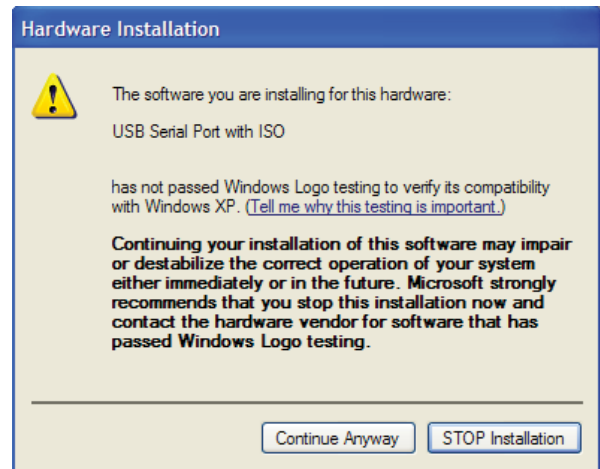 Hardware Installation
The software you are installing for this hardware:
USB Serial Port with ISO
has not passed Windows Logo testing to verify its compatibility
with Windows XP. (Tell me why this testing is important.)
Continuing your installation of this software may impair
or destabilize the correct operation of your system
either immediately or in the future. Microsoft strongly
recommends that you stop this installation now and
contact the hardware vendor for software that has
passed Windows Logo testing.
Continue Anyway
STOP Installation